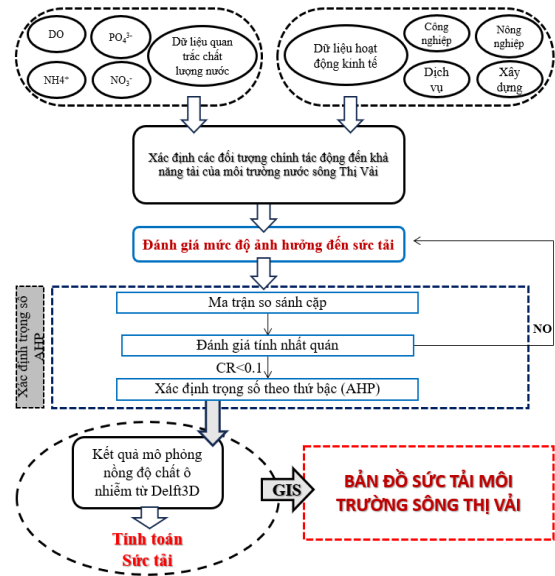 DO
PO₄³⁻
NH4⁺
NO₃⁻
Dữ liệu quan
trắc chất
lượng nước
Dữ liệu hoạt
động kinh tế
Công
nghiệp
Nông
nghiệp
Dịch
vụ
Xây
dựng
Xác định các đối tượng chính tác động đến khả
năng tải của môi trường nước sông Thị Vải
Đánh giá mức độ ảnh hưởng đến sức tải
Xác định trọng số
AHP
Ma trận so sánh cặp
Đánh giá tính nhất quán
NO
CR<0.1
Xác định trọng số theo thứ bậc (AHP)
Kết quả mô phỏng
nồng độ chất ô
nhiễm từ Delft3D
Tính toán
Sức tải
GIS
BẢN ĐỒ SỨC TẢI MÔI
TRƯỜNG SÔNG THỊ VẢI